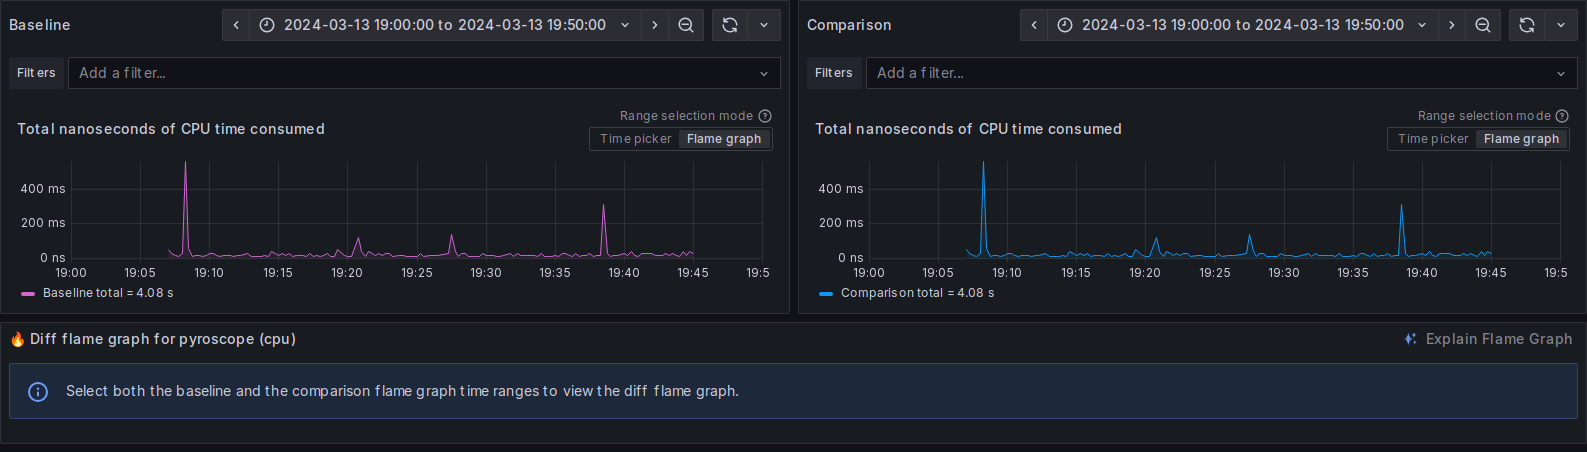 Baseline
2024-03-13 19:00:00 to 2024-03-13 19:50:00
Filters
Add a filter...
Range selection mode
Total nanoseconds of CPU time consumed
Time picker
Flame graph
400 ms
200 ms
0 ns
19:00 19:05 19:10 19:15 19:20 19:25 19:30 19:35 19:40 19:45 19:5
Baseline total = 4.08 s
Comparison
2024-03-13 19:00:00 to 2024-03-13 19:50:00
Filters
Add a filter...
Range selection mode
Total nanoseconds of CPU time consumed
Time picker
Flame graph
400 ms
200 ms
0 ns
19:00 19:05 19:10 19:15 19:20 19:25 19:30 19:35 19:40 19:45 19:5
Comparison total = 4.08 s
🔥 Diff flame graph for pyroscope (cpu)
Explain Flame Graph
Select both the baseline and the comparison flame graph time ranges to view the diff flame graph.